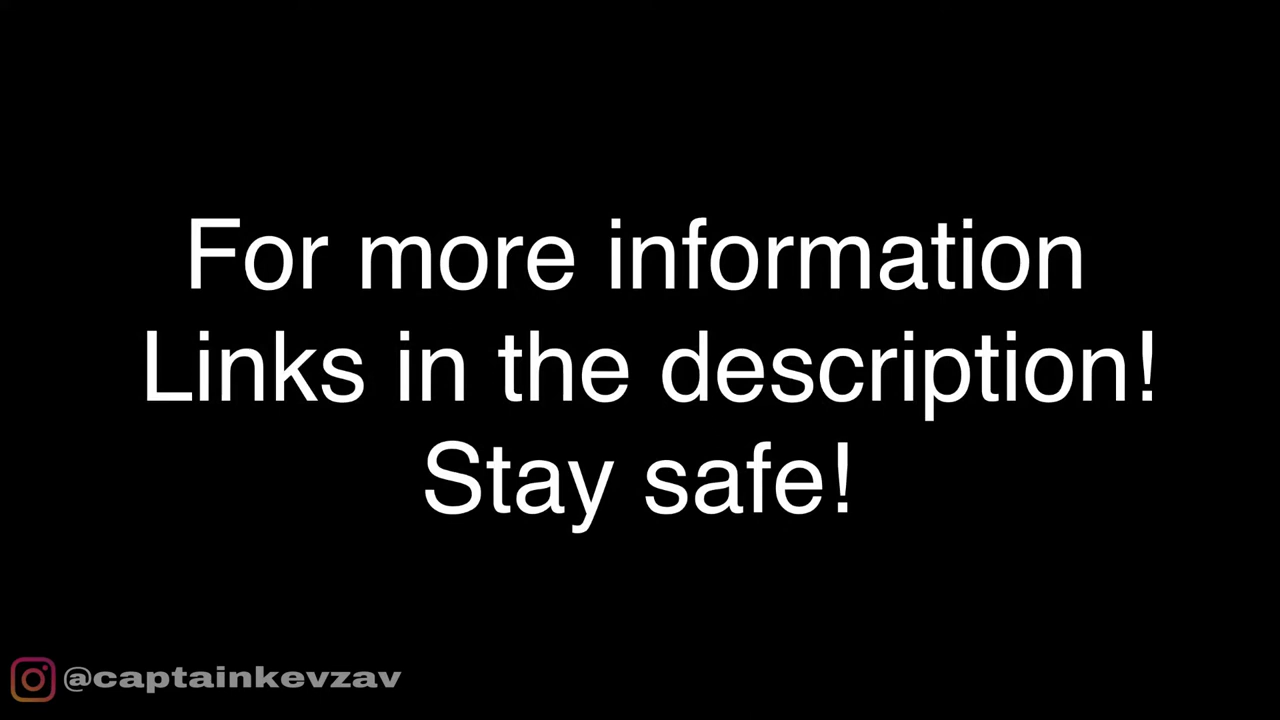 For more information
Links in the description!
Stay safe!
@captainkevzav